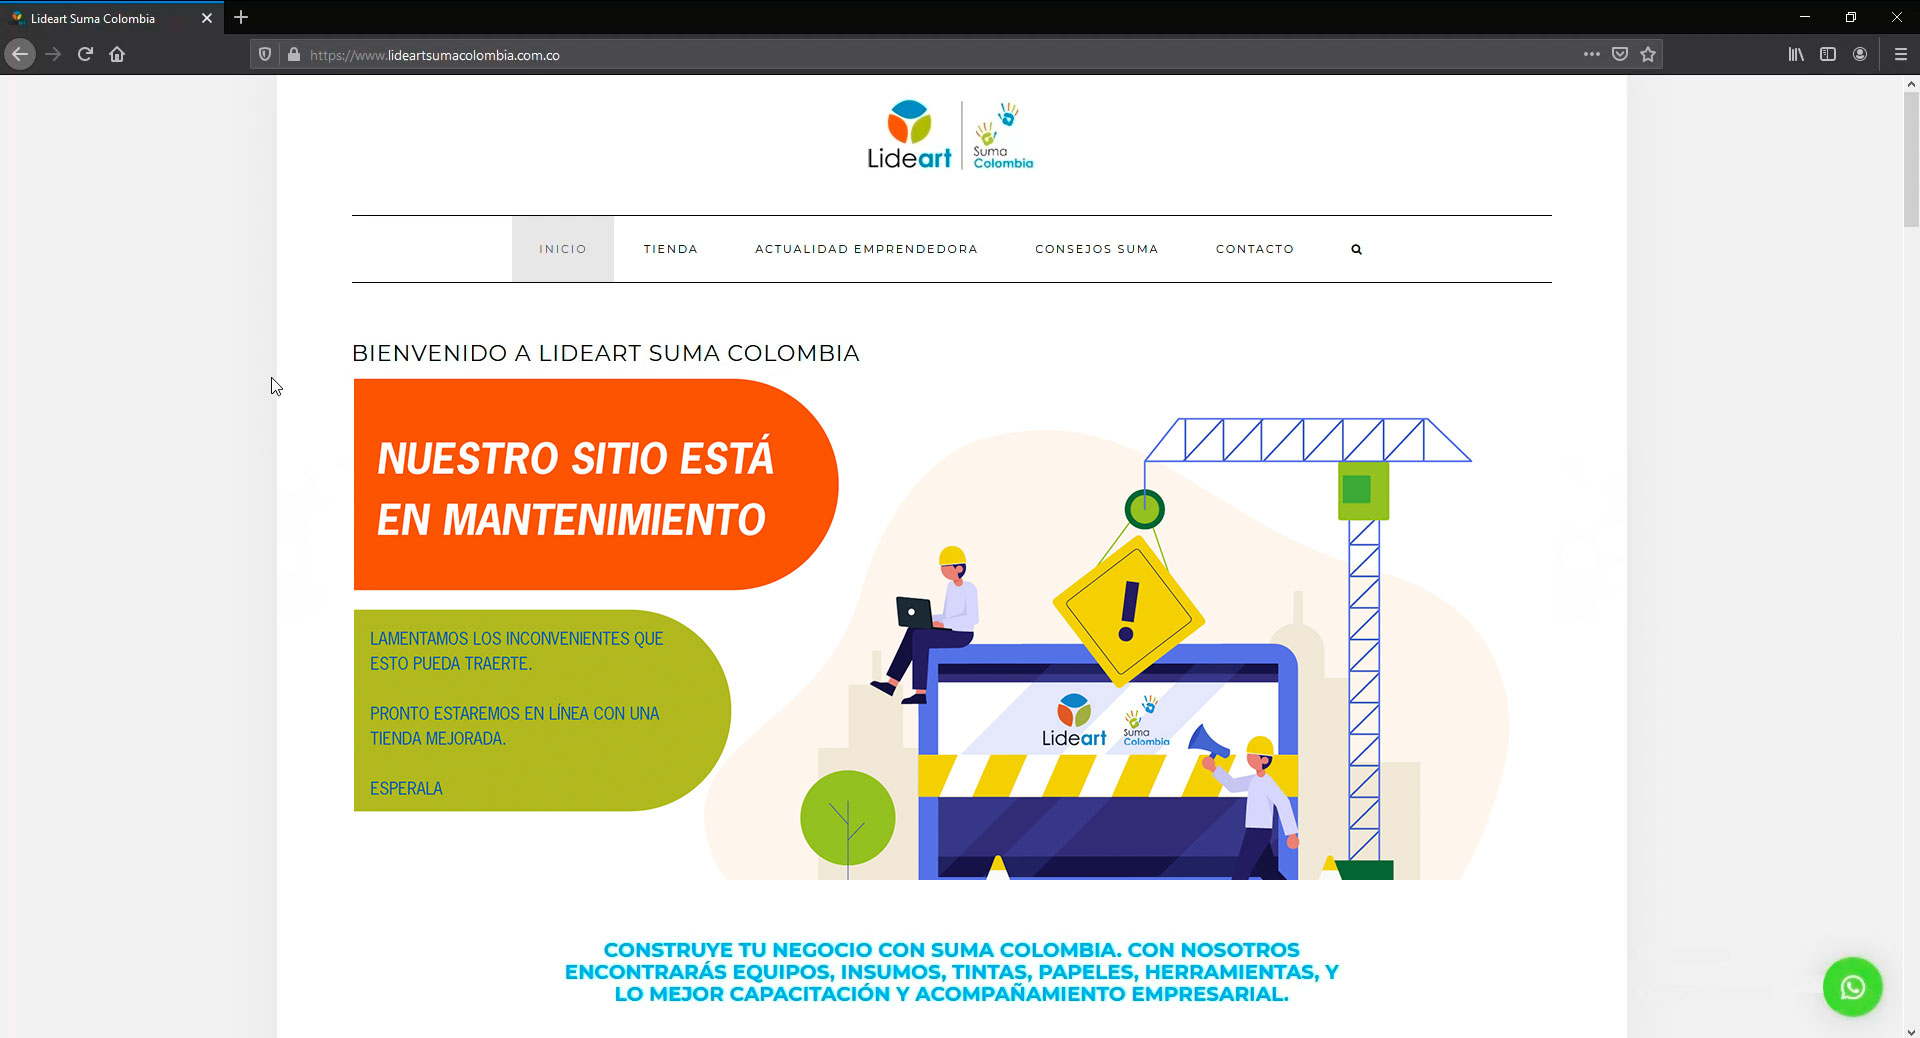 Lideart Suma Colombia
https://www.lideartsumacolombia.com.co
Lideart
Suma
Colombia
INICIO
TIENDA
ACTUALIDAD EMPRENDEDORA
CONSEJOS SUMA
CONTACTO
BIENVENIDO A LIDEART SUMA COLOMBIA
NUESTRO SITIO ESTÁ
EN MANTENIMIENTO
LAMENTAMOS LOS INCONVENIENTES QUE
ESTO PUEDA TRAERTE.
PRONTO ESTAREMOS EN LÍNEA CON UNA
TIENDA MEJORADA.
ESPERALA
!
Lideart
Suma
Colombia
CONSTRUYE TU NEGOCIO CON SUMA COLOMBIA. CON NOSOTROS
ENCONTRARÁS EQUIPOS, INSUMOS, TINTAS, PAPELES, HERRAMIENTAS, Y
LO MEJOR CAPACITACIÓN Y ACOMPAÑAMIENTO EMPRESARIAL.